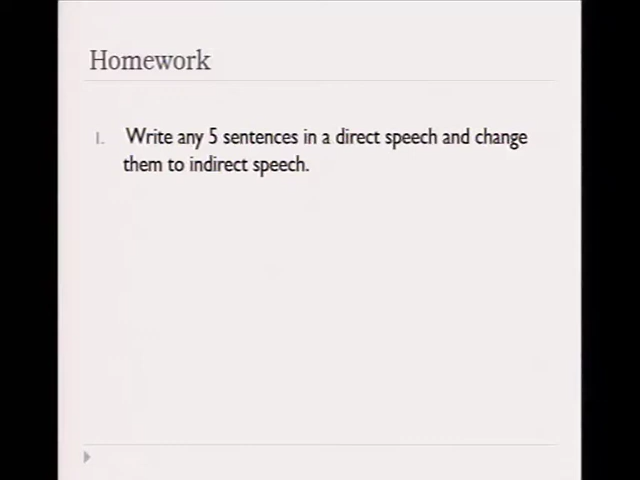 Homework
1. Write any 5 sentences in a direct speech and change
them to indirect speech.